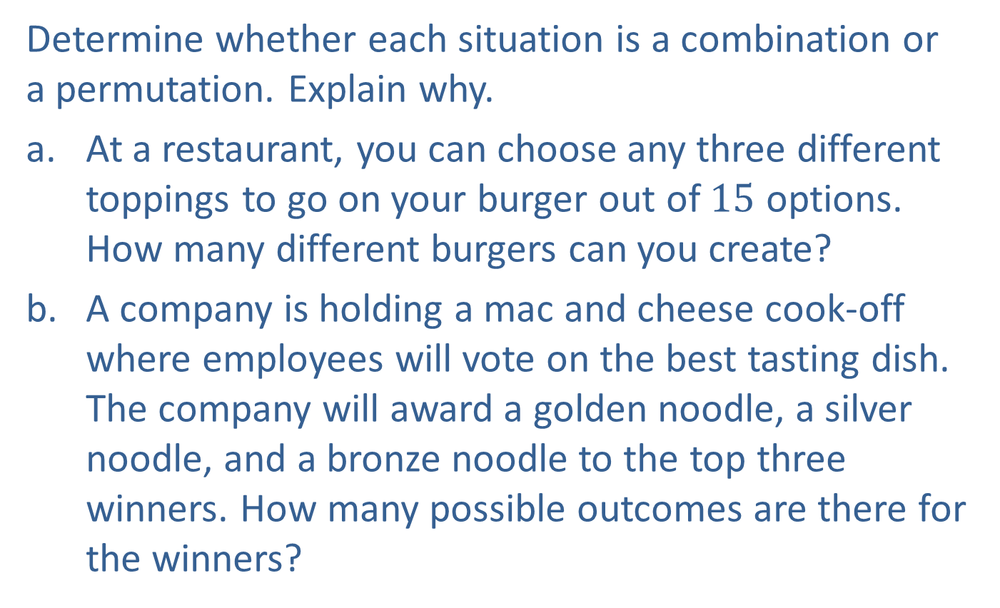 Determine whether each situation is a combination or
a permutation. Explain why.
a. At a restaurant, you can choose any three different
toppings to go on your burger out of 15 options.
How many different burgers can you create?
b. A company is holding a mac and cheese cook-off
where employees will vote on the best tasting dish.
The company will award a golden noodle, a silver
noodle, and a bronze noodle to the top three
winners. How many possible outcomes are there for
the winners?